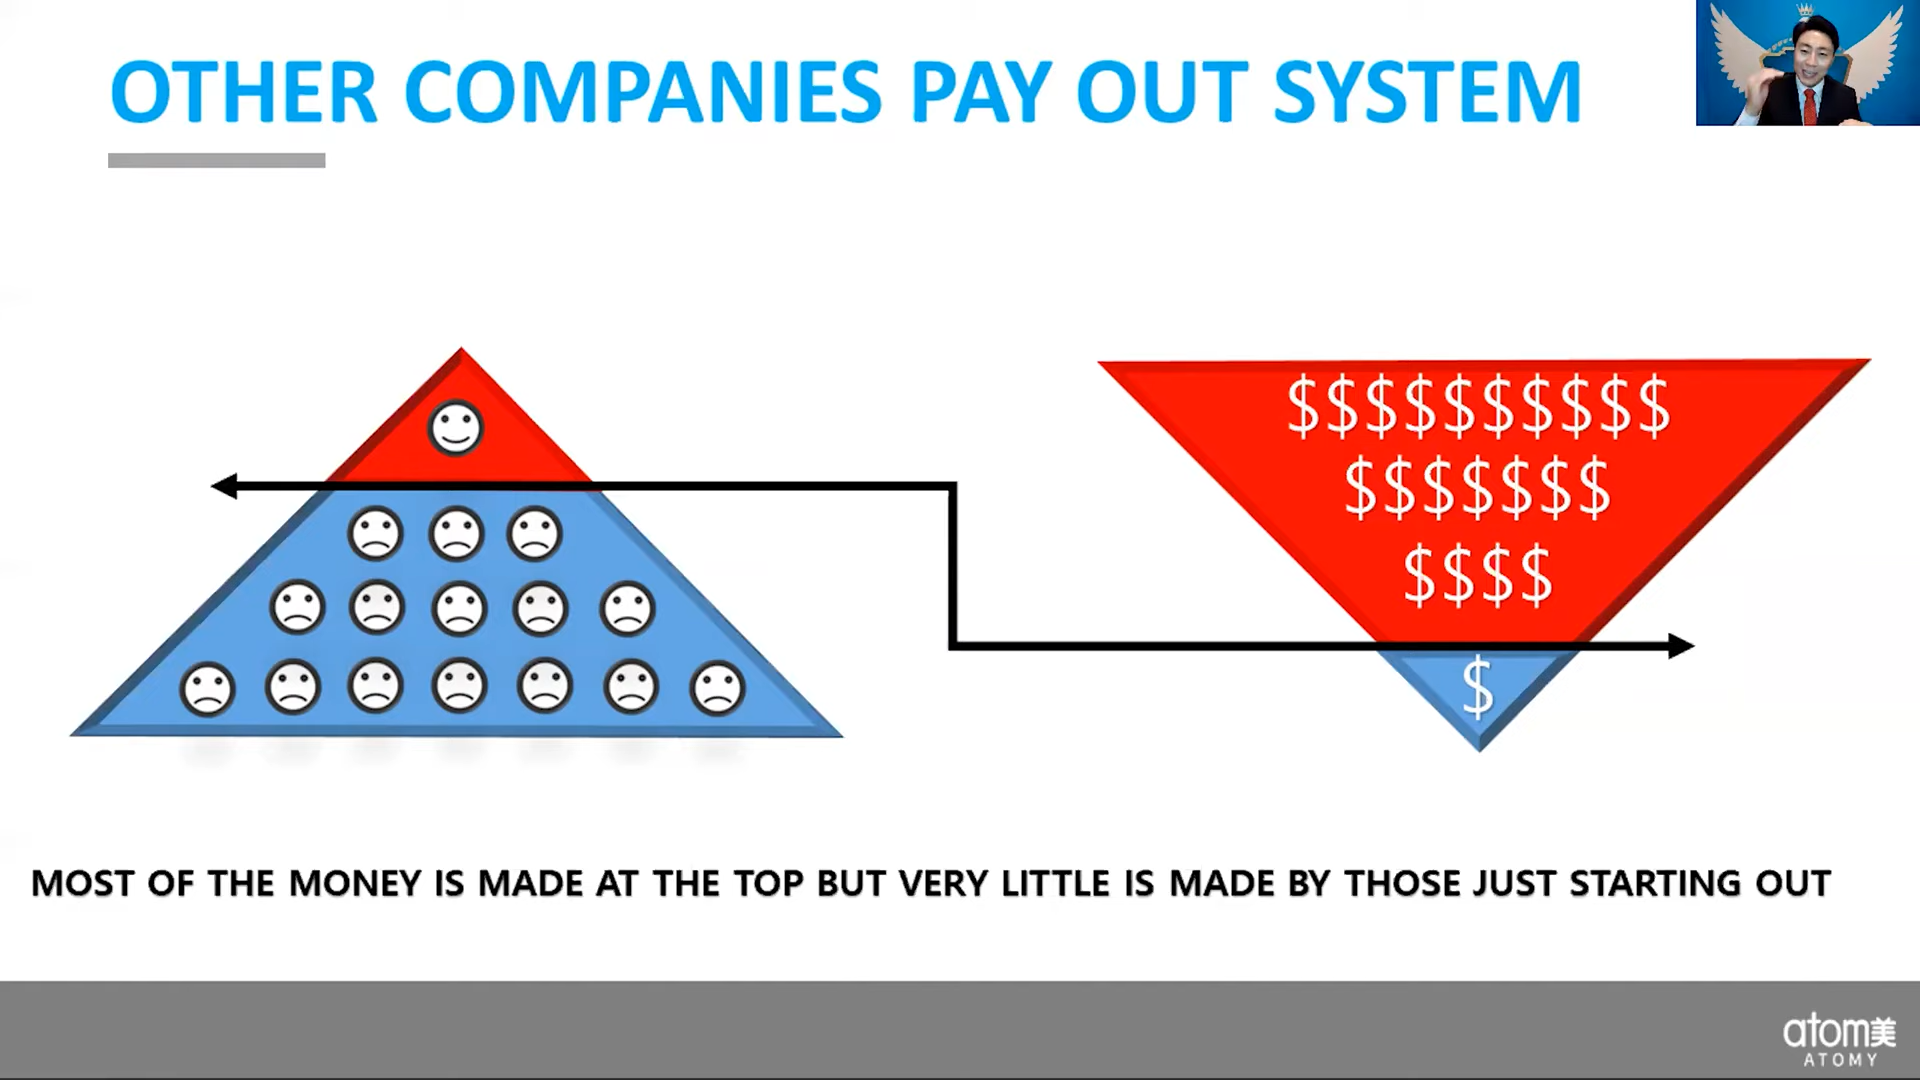 OTHER COMPANIES PAY OUT SYSTEM
$$$$$$$$$$
$$$$$$$
$$$$
$
MOST OF THE MONEY IS MADE AT THE TOP BUT VERY LITTLE IS MADE BY THOSE JUST STARTING OUT
atom美
ATOMY